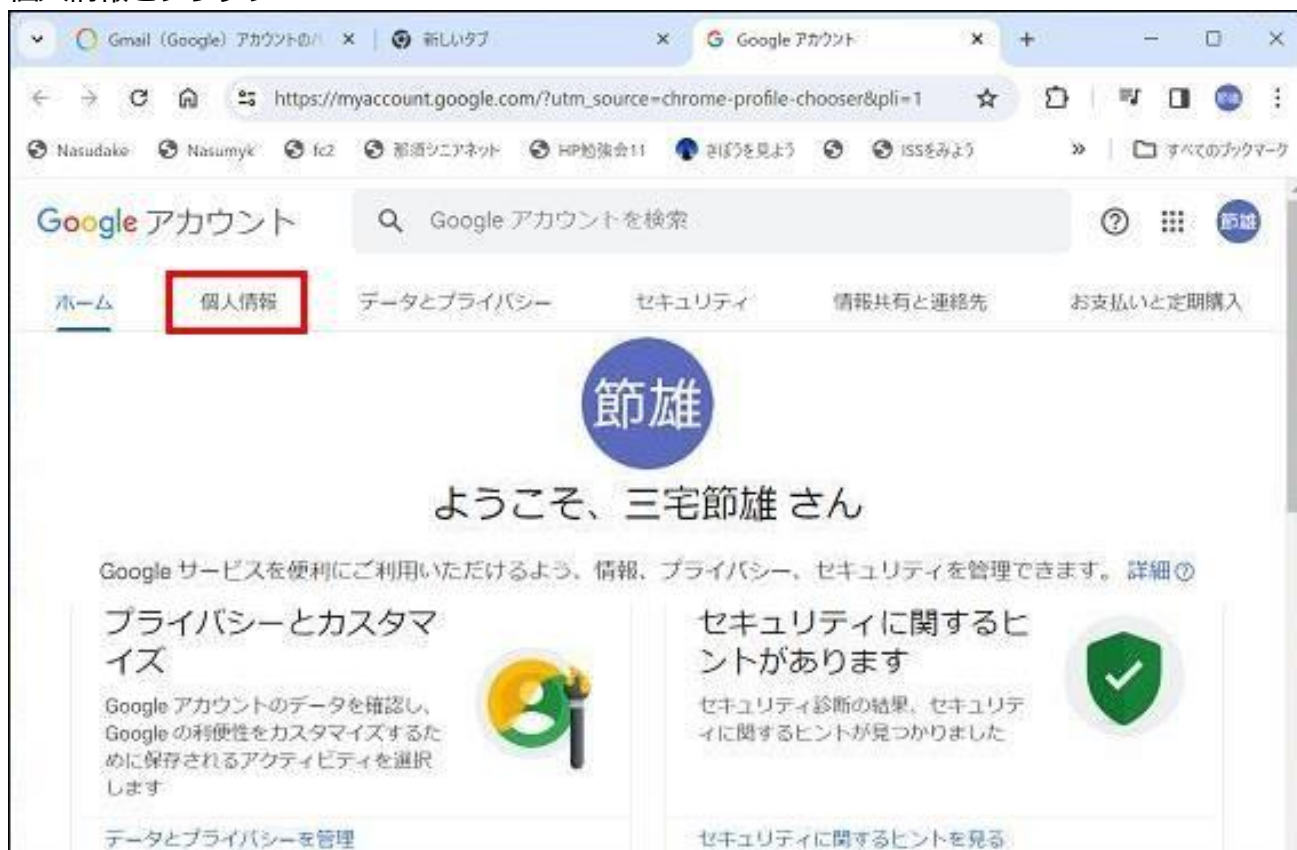 Gmail (Google) アカウントのパ
新しいタブ
Google アカウント
https://myaccount.google.com/?utm_source=chrome-profile-chooser&pli=1
Nasudake
Nasumyk
fc2
那須シニアネット
HP勉強会11
さぼうを見よう
ISSをみよう
»
すべてのブックマーク
Google アカウント
Google アカウントを検索
節雄
ホーム
個人情報
データとプライバシー
セキュリティ
情報共有と連絡先
お支払いと定期購入
節雄
ようこそ、三宅節雄 さん
Google サービスを便利にご利用いただけるよう、情報、プライバシー、セキュリティを管理できます。 詳細
プライバシーとカスタマ
イズ
Google アカウントのデータを確認し、
Google の利便性をカスタマイズするた
めに保存されるアクティビティを選択
します
データとプライバシーを管理
セキュリティに関するヒ
ントがあります
セキュリティ診断の結果、セキュリテ
ィに関するヒントが見つかりました
セキュリティに関するヒントを見る